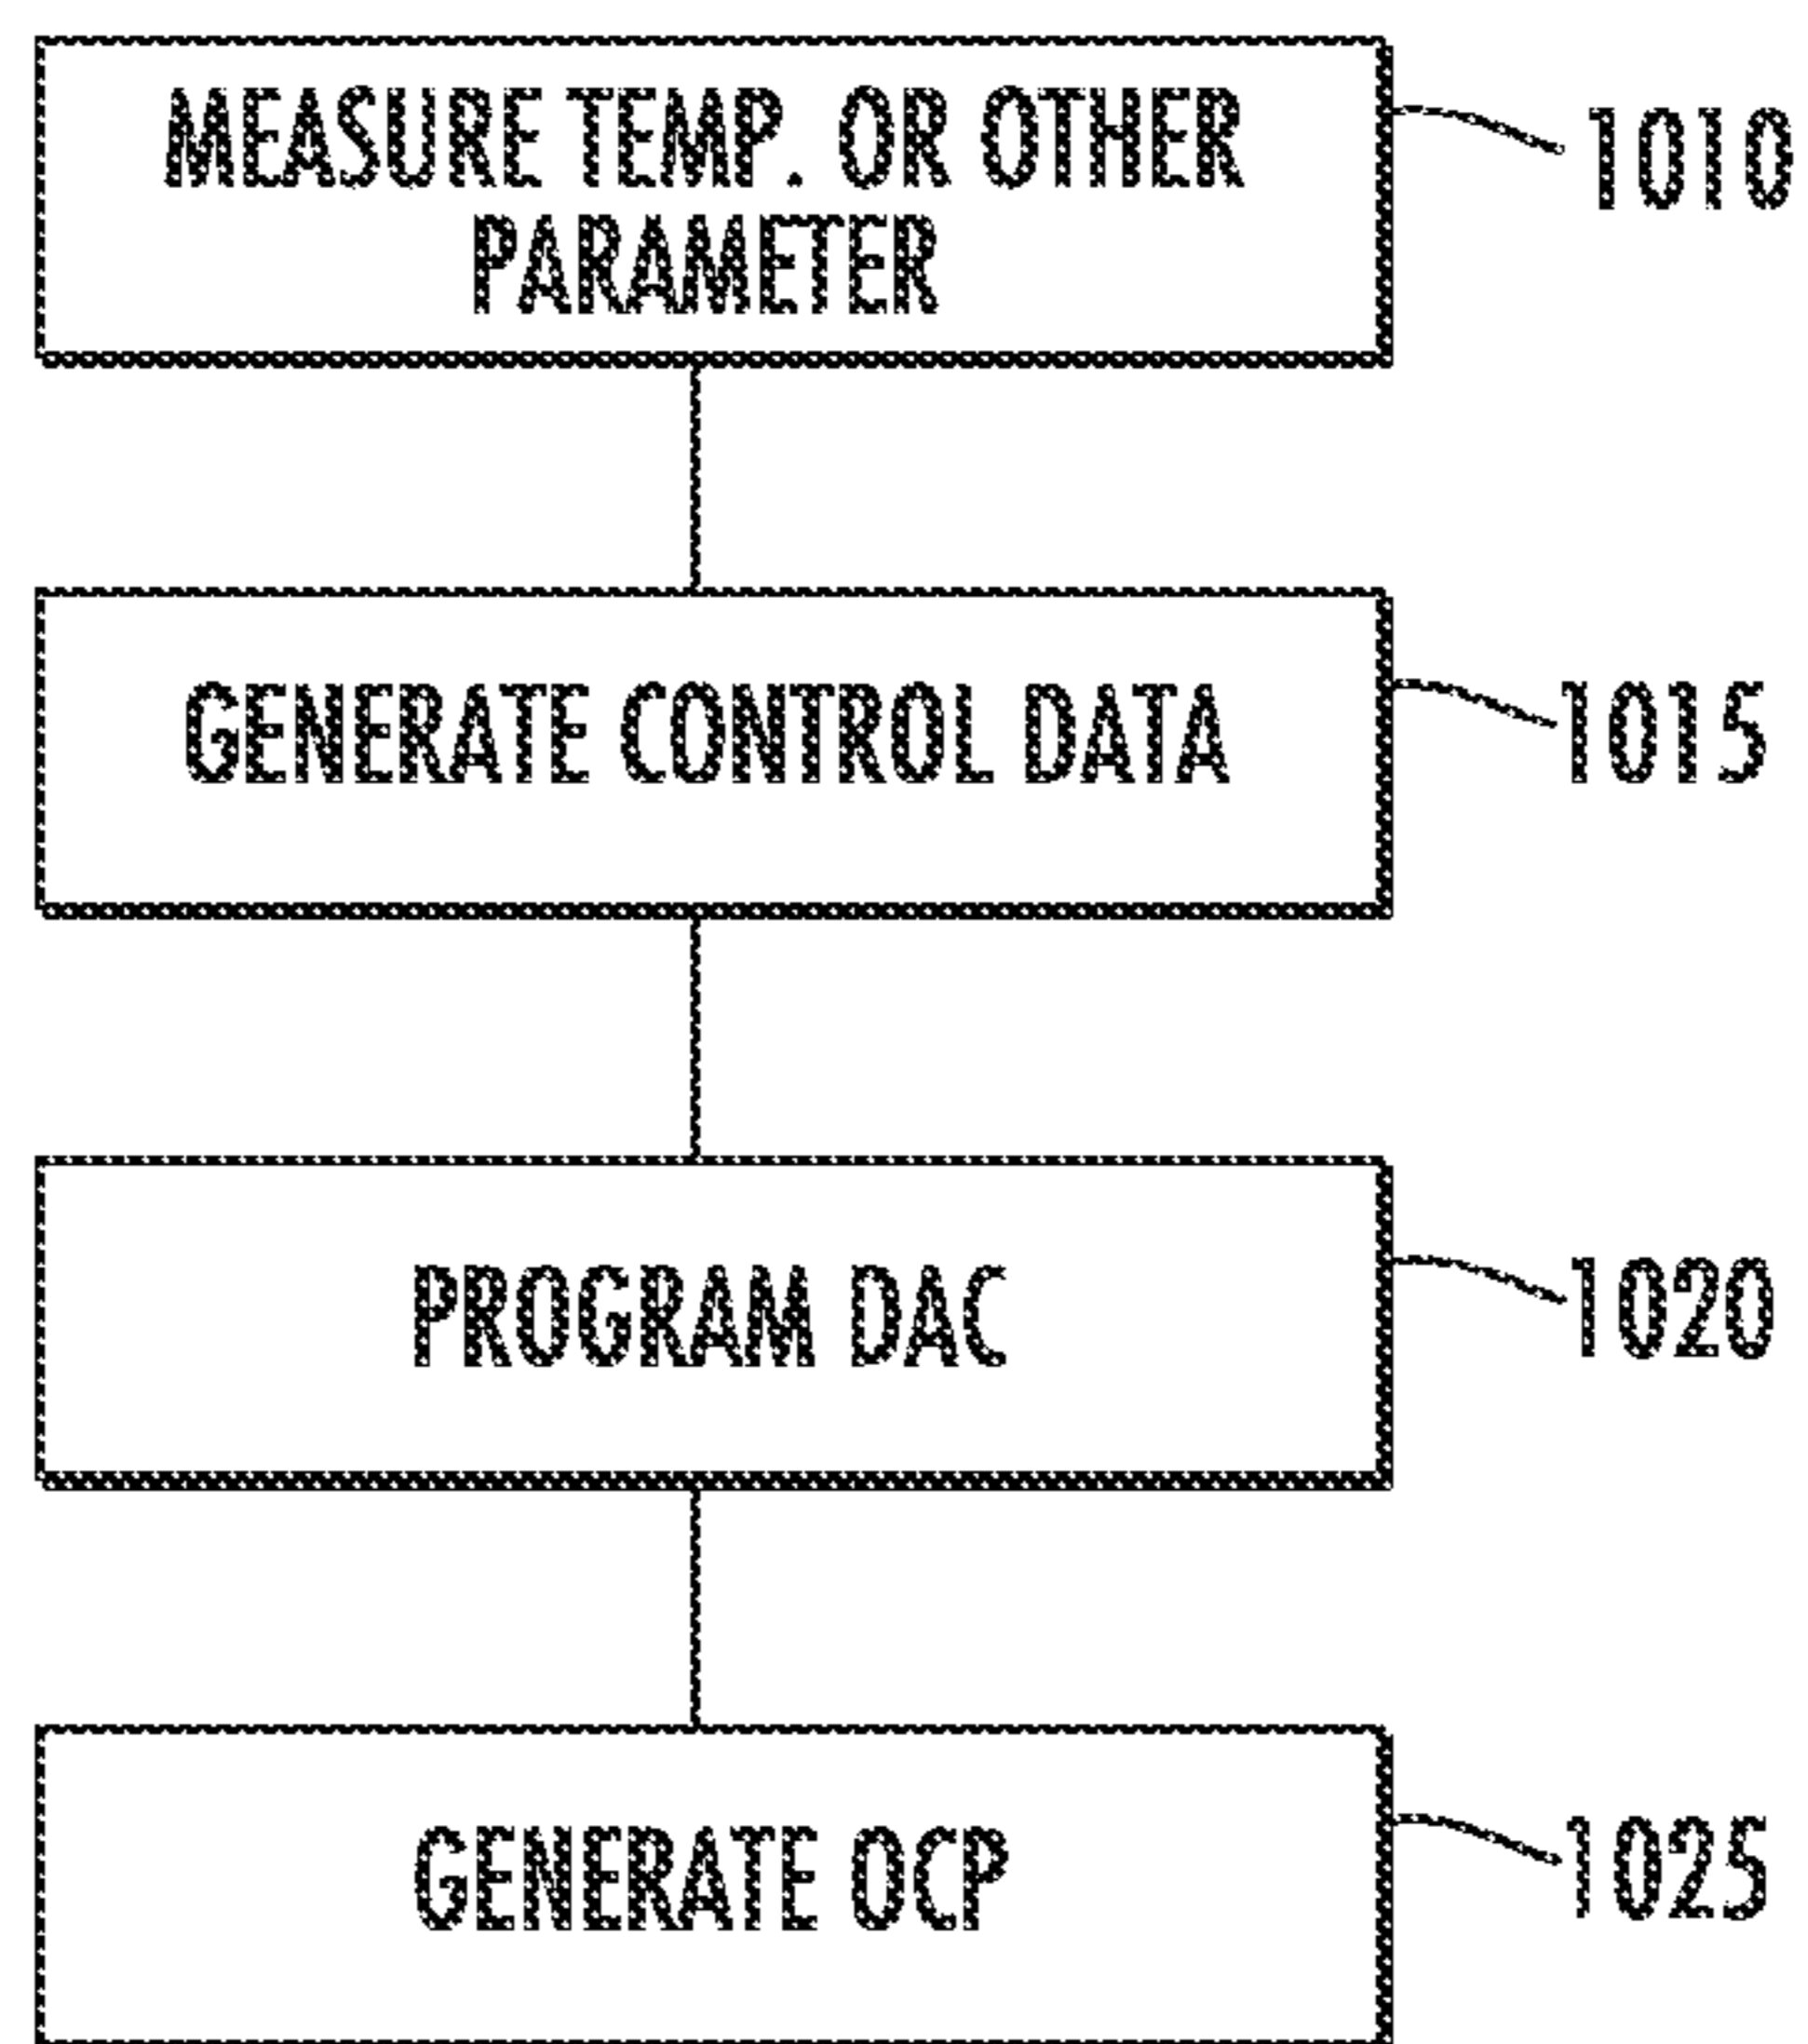 MEASURE TEMP. OR OTHER
PARAMETER
1010
GENERATE CONTROL DATA
1015
PROGRAM DAC
1020
GENERATE OCP
1025